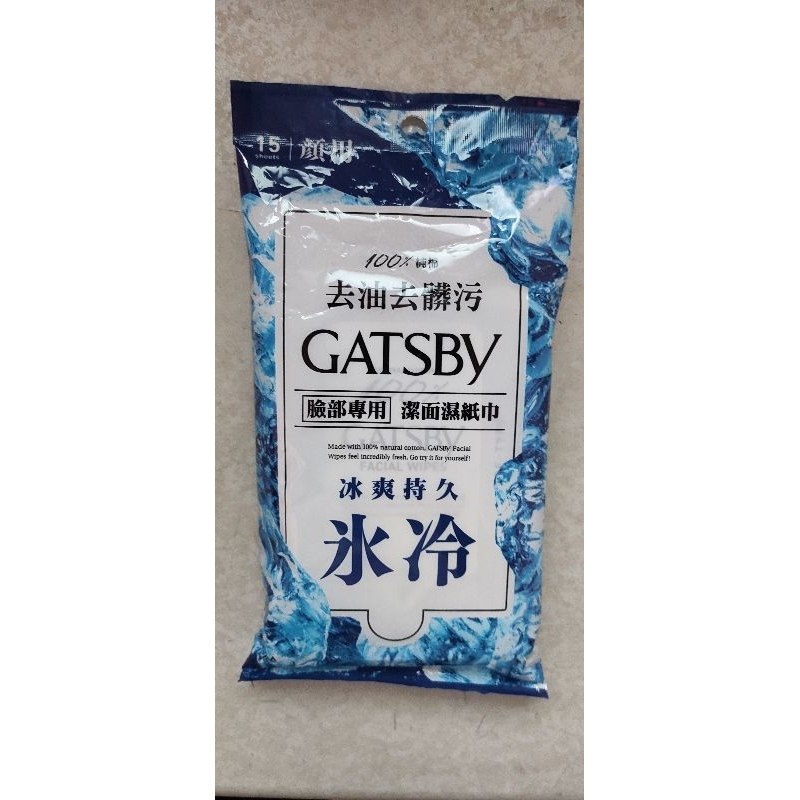 15 顏用
sheets
100% 純棉
去油去髒污
GATSBY
臉部專用 潔面濕紙巾
Made with 100% natural cotton, GATSBY Facial
Wipes feel incredibly fresh. Go try it for yourself!
冰爽持久
氷冷